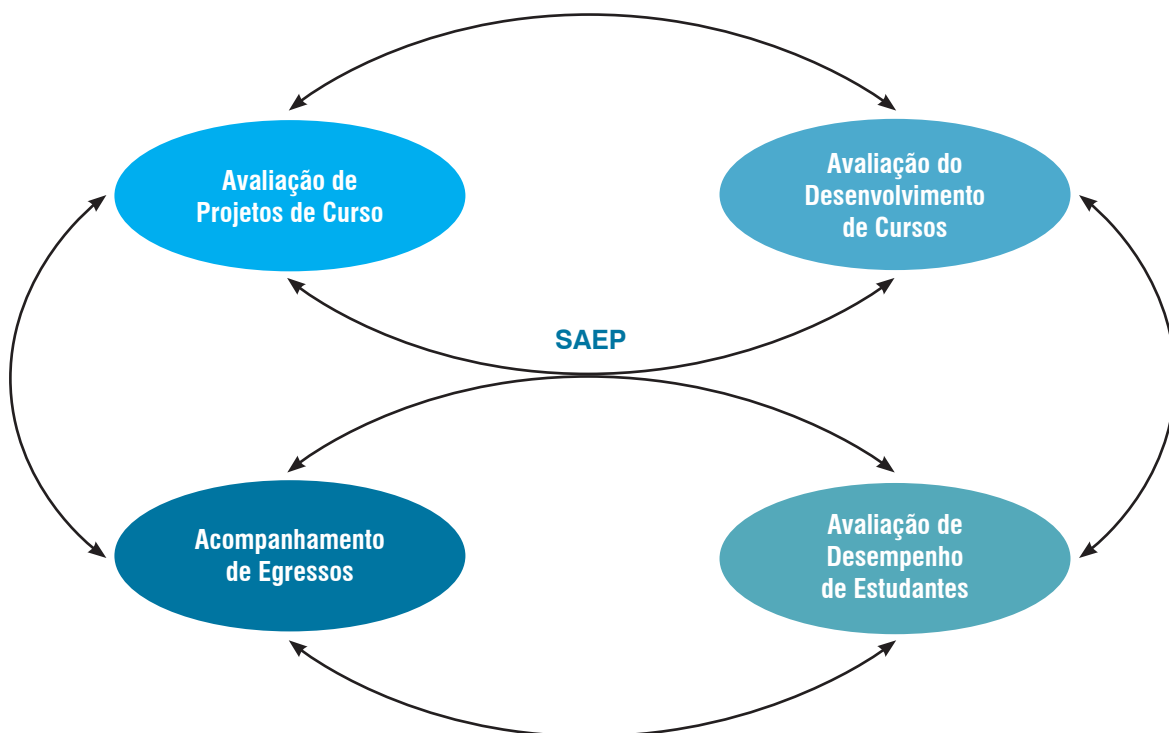 Avaliação de
Projetos de Curso
Avaliação do
Desenvolvimento
de Cursos
SAEP
Acompanhamento
de Egressos
Avaliação de
Desempenho
de Estudantes